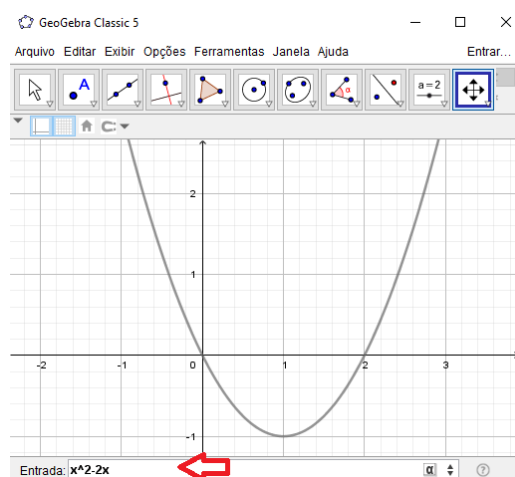 GeoGebra Classic 5
Arquivo Editar Exibir Opções Ferramentas Janela Ajuda Entrar...
A α a=2
2
1
-2 -1 0 1 2 3
-1
Entrada: x^2-2x α